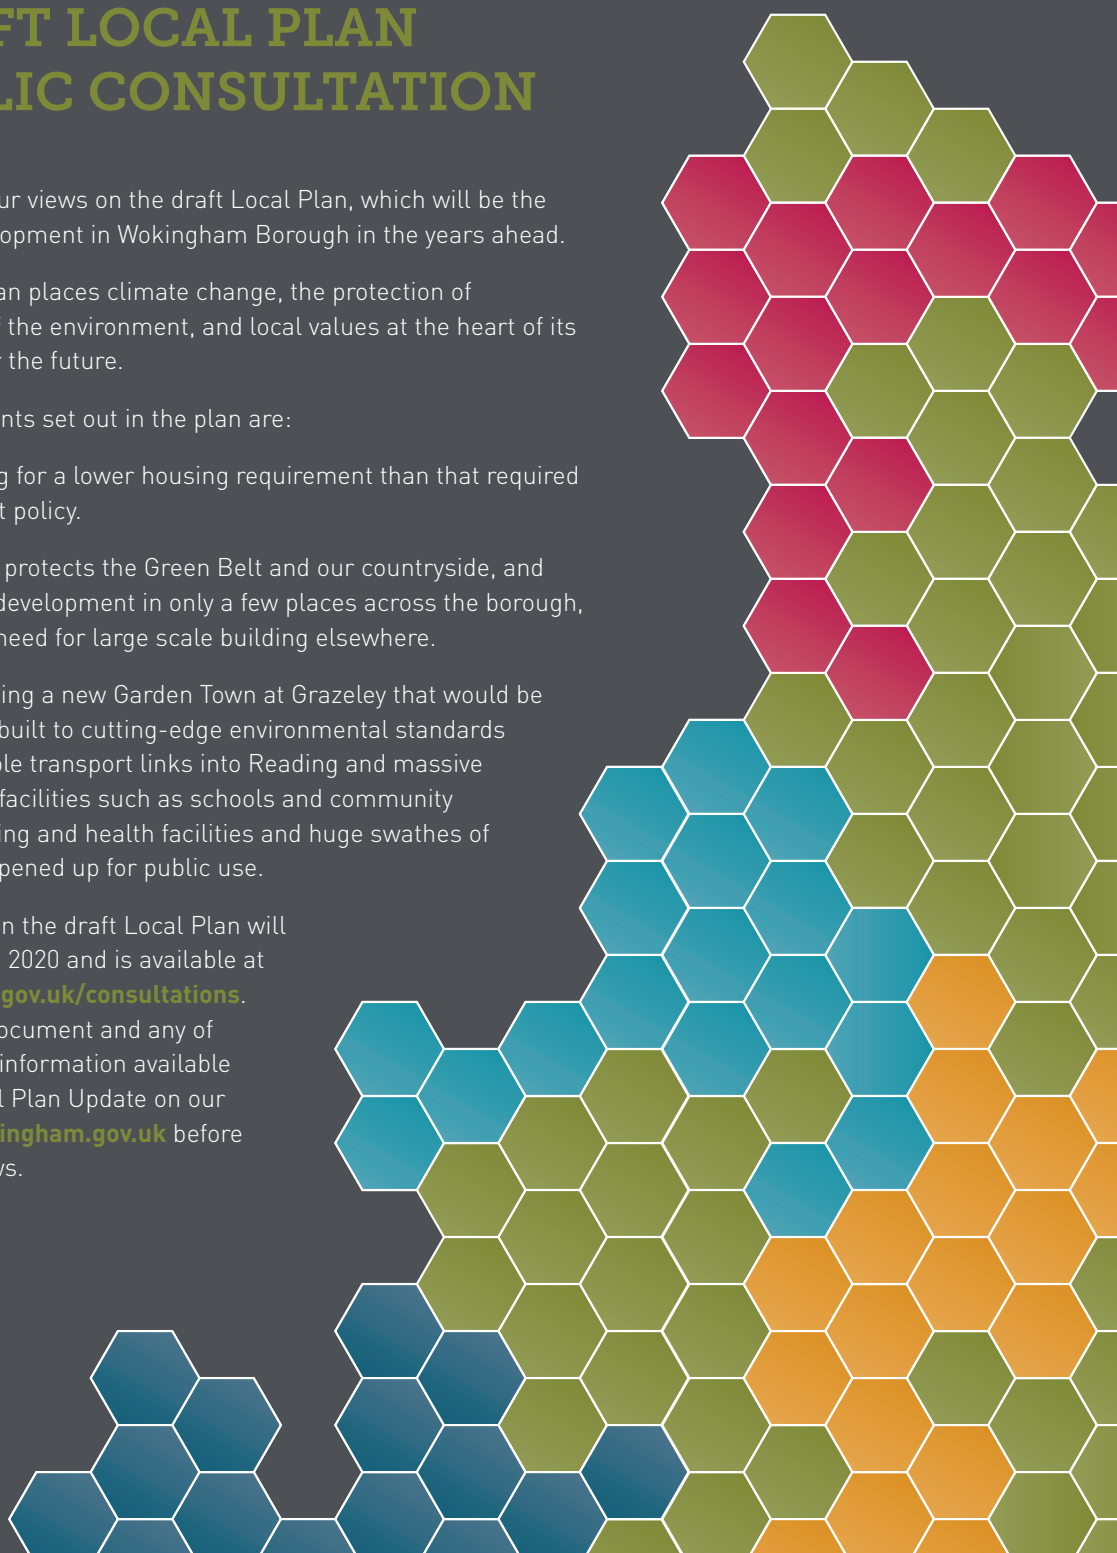 FT LOCAL PLAN
LIC CONSULTATION
ur views on the draft Local Plan, which will be the
opment in Wokingham Borough in the years ahead.
an places climate change, the protection of
f the environment, and local values at the heart of its
r the future.
nts set out in the plan are:
g for a lower housing requirement than that required
t policy.
protects the Green Belt and our countryside, and
development in only a few places across the borough,
need for large scale building elsewhere.
ing a new Garden Town at Grazeley that would be
built to cutting-edge environmental standards
ble transport links into Reading and massive
facilities such as schools and community
ing and health facilities and huge swathes of
pened up for public use.
n the draft Local Plan will
2020 and is available at
gov.uk/consultations.
ocument and any of
information available
l Plan Update on our
ingham.gov.uk before
ws.